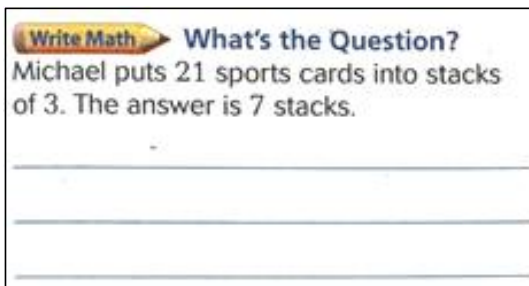 Write Math What's the Question?
Michael puts 21 sports cards into stacks
of 3. The answer is 7 stacks.